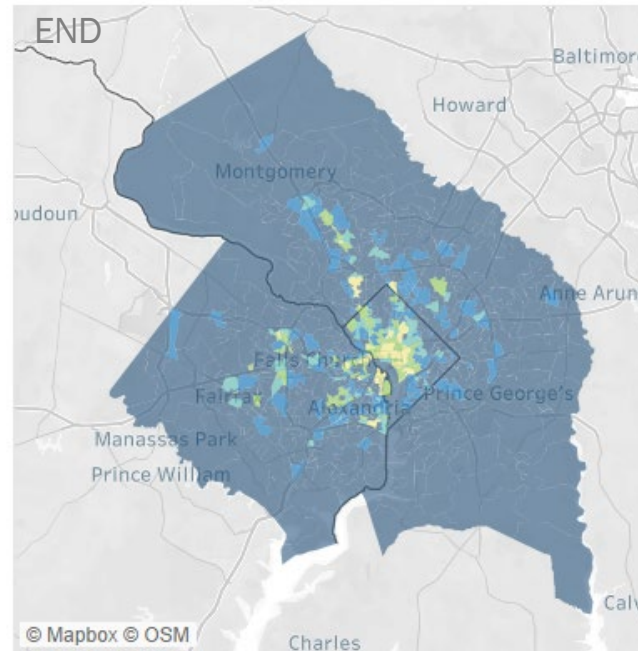 END
Baltimore
Howard
Montgomery
oudoun
Anne Arun
Falls Church
Fairfax
Alexandria
Prince George's
Manassas Park
Prince William
Calv
© Mapbox © OSM
Charles